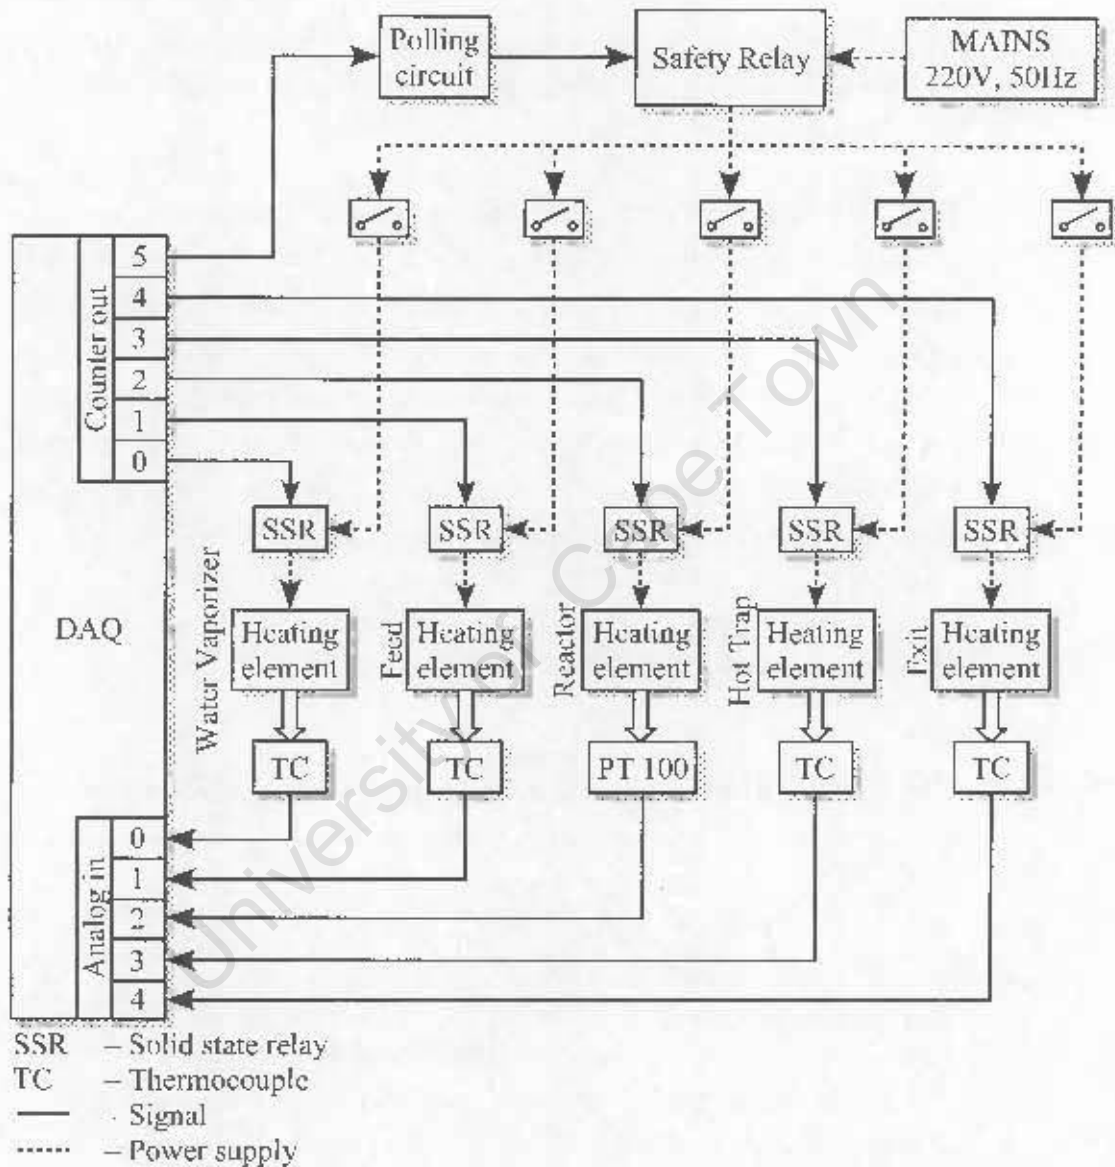 Polling
circuit
Safety Relay
MAINS
220V, 50Hz
Counter out
5
4
3
2
1
0
SSR
SSR
SSR
SSR
SSR
DAQ
Water Vaporizer
Heating
element
Feed
Heating
element
Reactor
Heating
element
Hot Trap
Heating
element
Exit
Heating
element
TC
TC
PT 100
TC
TC
Analog in
0
1
2
3
4
SSR – Solid state relay
TC – Thermocouple
- Signal
– Power supply
University of Cape Town